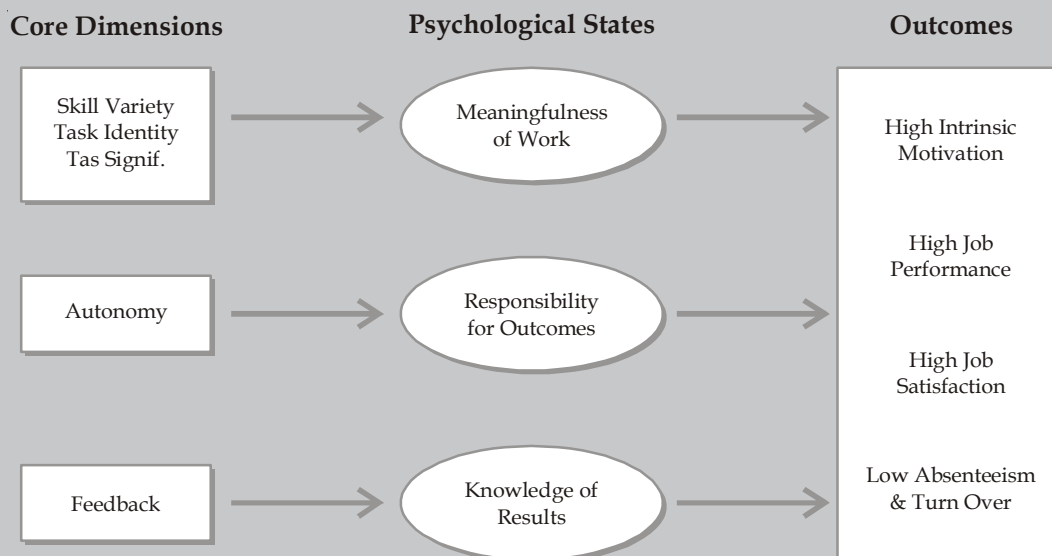 Core Dimensions
Psychological States
Outcomes
Skill Variety
Task Identity
Tas Signif.
Meaningfulness
of Work
High Intrinsic
Motivation
High Job
Performance
Autonomy
Responsibility
for Outcomes
High Job
Satisfaction
Feedback
Knowledge of
Results
Low Absenteeism
& Turn Over